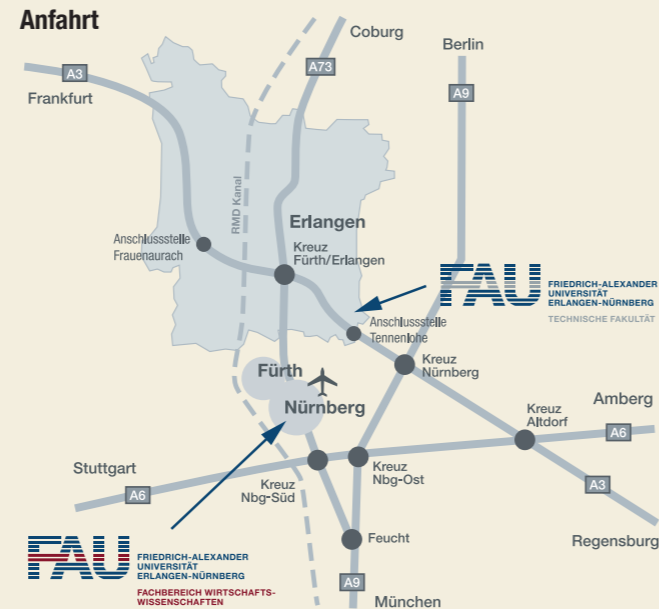 Anfahrt
Coburg
Berlin
A3
A73
A9
Frankfurt
RMD Kanal
Erlangen
Anschlussstelle
Frauenaurach
Kreuz
Fürth/Erlangen
FAU
FRIEDRICH-ALEXANDER
UNIVERSITÄT
ERLANGEN-NÜRNBERG
TECHNISCHE FAKULTÄT
Anschlussstelle
Tennenlohe
Kreuz
Nürnberg
Fürth
Nürnberg
Kreuz
Altdorf
Amberg
A6
Stuttgart
A6
Kreuz
Nbg-Süd
Kreuz
Nbg-Ost
A3
Regensburg
Feucht
A9
München
FAU
FRIEDRICH-ALEXANDER
UNIVERSITÄT
ERLANGEN-NÜRNBERG
FACHBEREICH WIRTSCHAFTS-
WISSENSCHAFTEN